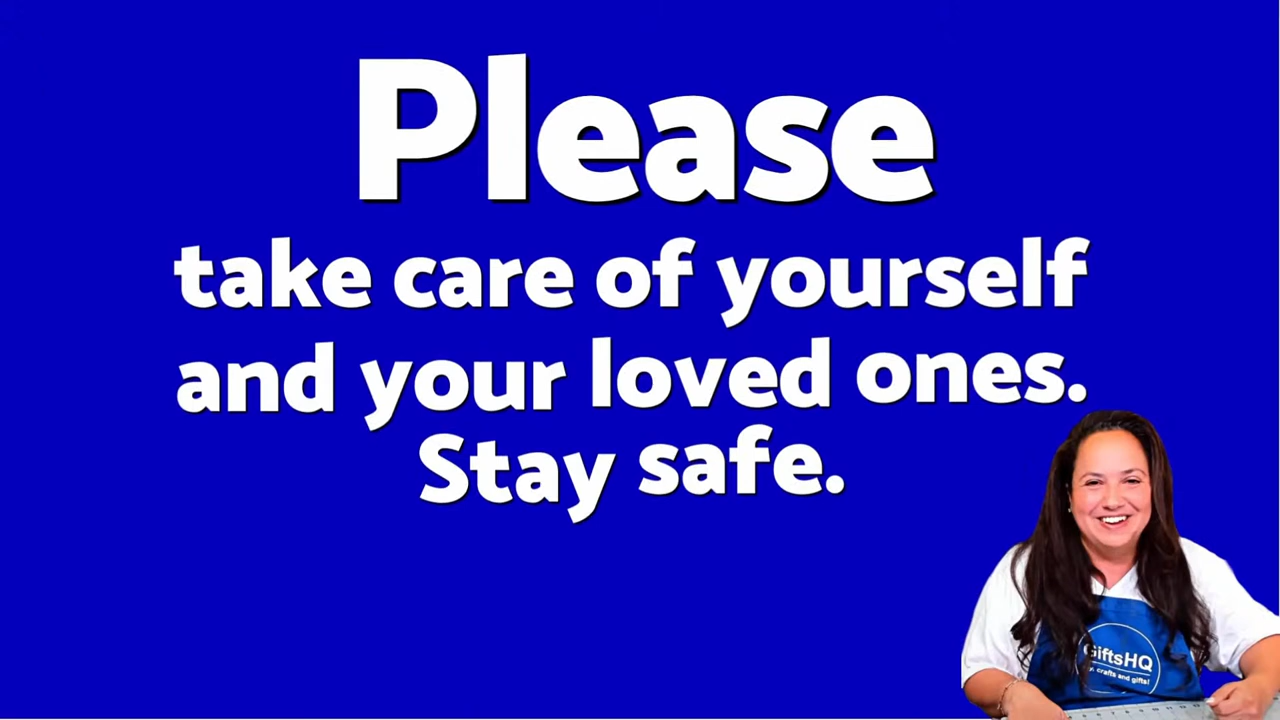 Please
take care of yourself
and your loved ones.
Stay safe.
GiftsHQ
, crafts and gifts!